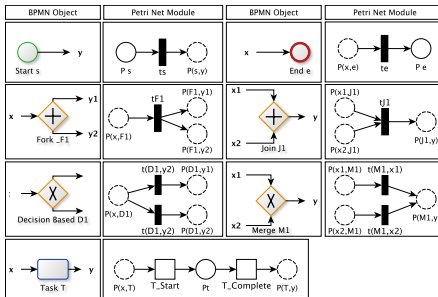 BPMN Object
Petri Net Module
BPMN Object
Petri Net Module
y
Start s
P s
ts
P(s,y)
x
End e
P(x,e)
te
P e
x
y1
y2
Fork _F1
P(x,F1)
tF1
P(F1,y1)
P(F1,y2)
x1
x2
y
Join J1
P(x1,J1)
P(x2,J1)
tJ1
P(J1,y)
Decision Based D1
P(x,D1)
t(D1,y2)
P(D1,y1)
t(D1,y2)
P(D1,y2)
x1
x2
y
Merge M1
P(x1,M1)
t(M1,x1)
P(x2,M1)
t(M1,x2)
P(M1,y
x
y
Task T
P(x,T)
T_Start
Pt
T_Complete
P(T,y)